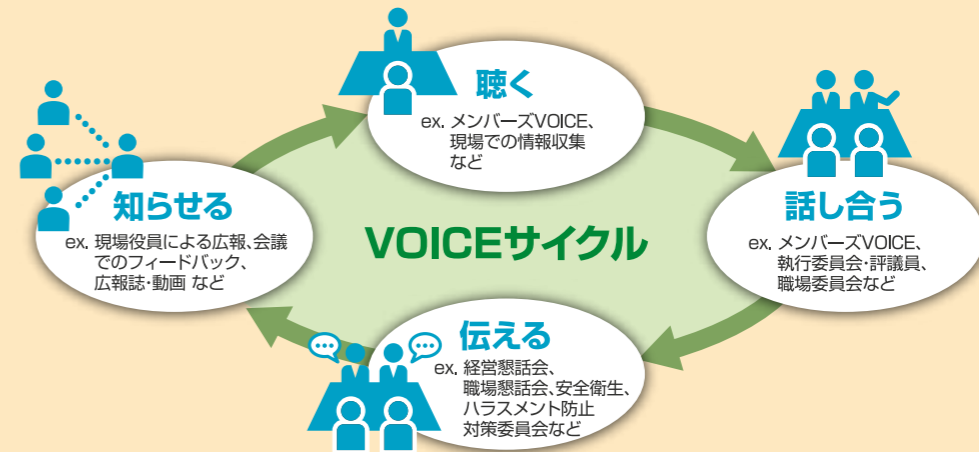 聴く
ex. メンバーズVOICE、
現場での情報収集
など
知らせる
ex. 現場役員による広報、会議
でのフィードバック、
広報誌・動画 など
VOICEサイクル
話し合う
ex. メンバーズVOICE、
執行委員会・評議員、
職場委員会など
伝える
ex. 経営懇話会、
職場懇話会、安全衛生、
ハラスメント防止
対策委員会など